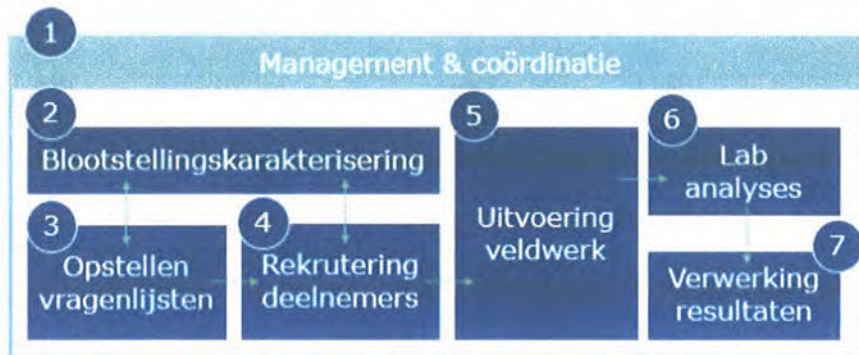 1
Management & coördinatie
2
Blootstellingskarakterisering
3
Opstellen
vragenlijsten
4
Rekrutering
deelnemers
5
Uitvoering
veldwerk
6
Lab
analyses
7
Verwerking
resultaten